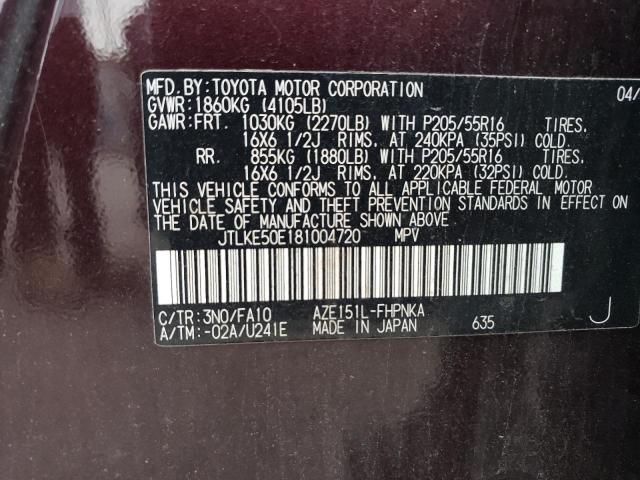 MFD.BY:TOYOTA MOTOR CORPORATION 04/
GVWR:1860KG (4105LB)
GAWR:FRT. 1030KG (2270LB) WITH P205/55R16 TIRES.
16X6 1/2J RIMS. AT 240KPA (35PSI) COLD.
RR. 855KG (1880LB) WITH P205/55R16 TIRES.
16X6 1/2J RIMS. AT 220KPA (32PSI) COLD.
THIS VEHICLE CONFORMS TO ALL APPLICABLE FEDERAL MOTOR
VEHICLE SAFETY AND THEFT PREVENTION STANDARDS IN EFFECT ON
THE DATE OF MANUFACTURE SHOWN ABOVE.
JTLKE50E181004720 MPV
C/TR:3N0/FA10 AZE151L-FHPNKA
A/TM:-02A/U241E MADE IN JAPAN 635 J